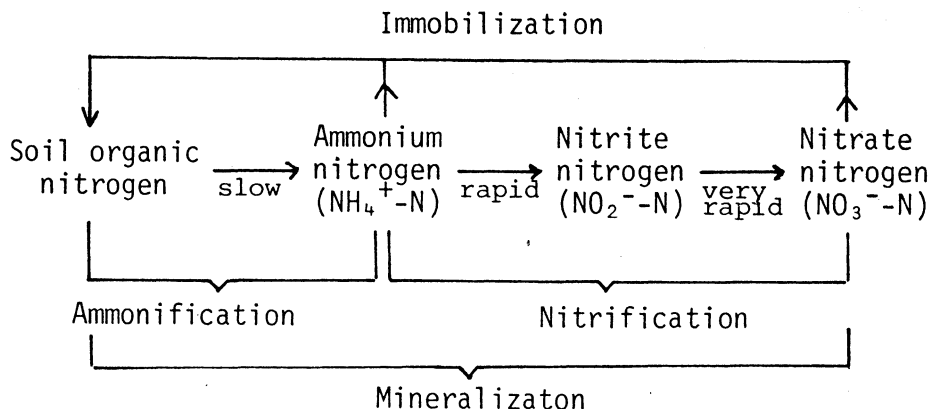 Immobilization
Soil organic
nitrogen
slow
Ammonium
nitrogen
(NH₄⁺-N)
rapid
Nitrite
nitrogen
(NO₂⁻-N)
very
rapid
Nitrate
nitrogen
(NO₃⁻-N)
Ammonification
Nitrification
Mineralizaton